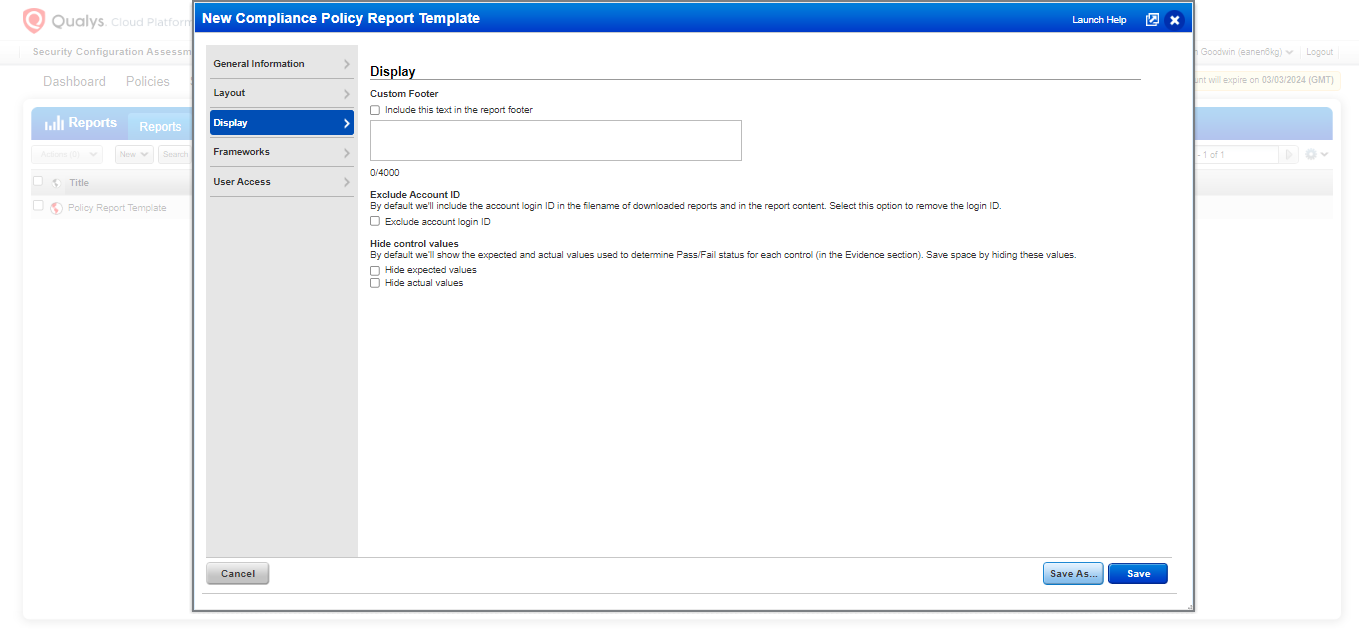 Qualys. Cloud Platform
New Compliance Policy Report Template
Launch Help
Security Configuration Assessm
Goodwin (eanen6kg)
Logout
Dashboard
Policies
unt will expire on 03/03/2024 (GMT)
Reports
Reports
Actions (0)
New
Search
- 1 of 1
Title
Policy Report Template
General Information
Layout
Display
Frameworks
User Access
Display
Custom Footer
Include this text in the report footer
0/4000
Exclude Account ID
By default we'll include the account login ID in the filename of downloaded reports and in the report content. Select this option to remove the login ID.
Exclude account login ID
Hide control values
By default we'll show the expected and actual values used to determine Pass/Fail status for each control (in the Evidence section). Save space by hiding these values.
Hide expected values
Hide actual values
Cancel
Save As...
Save